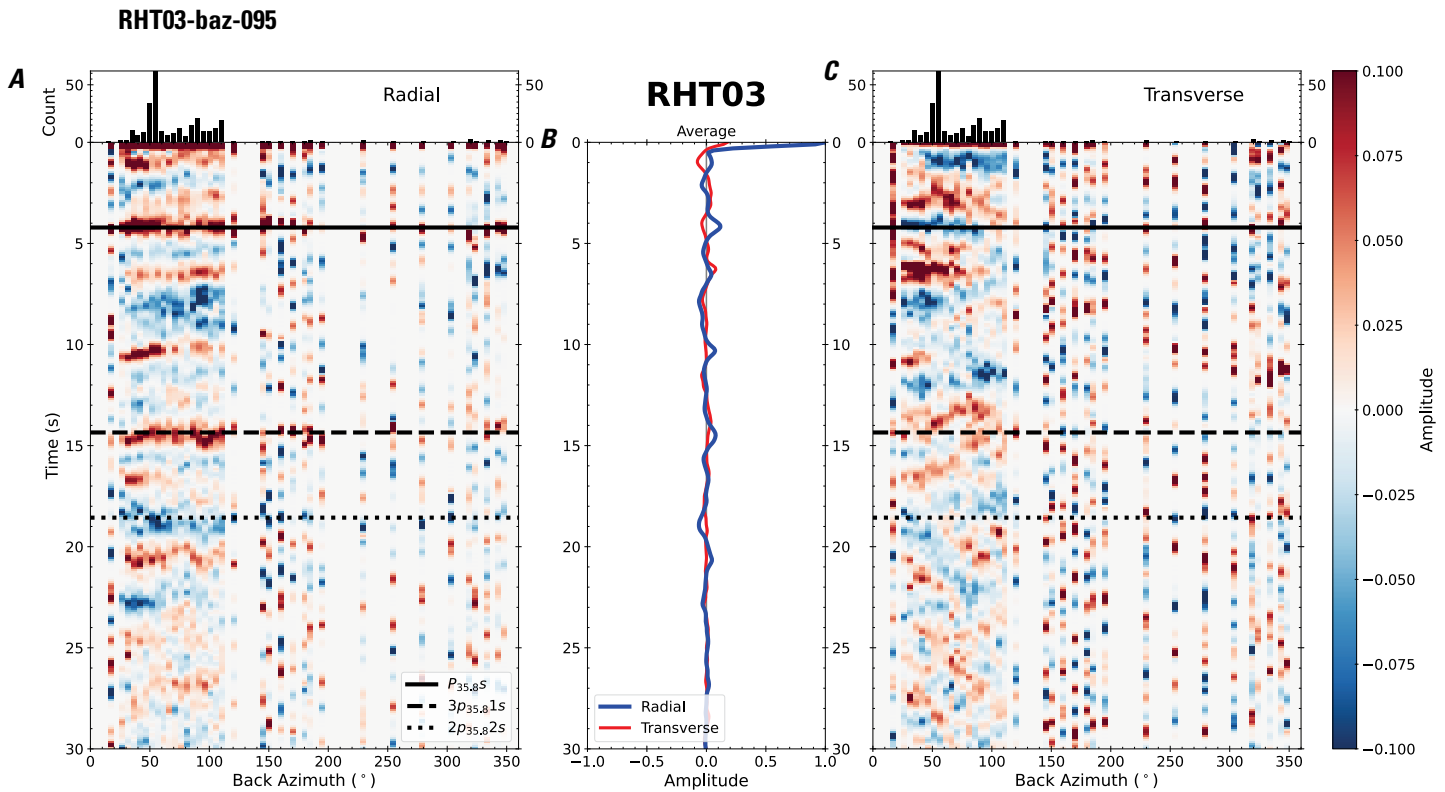 RHT03-baz-095
A
50
Count
0
Radial
50
0
0
5
10
15
20
25
30
Time (s)
P35.8s
3p35.81s
2p35.82s
0 50 100 150 200 250 300 350
Back Azimuth (°)
RHT03
Average
B
0
5
10
15
20
25
30
Radial
Transverse
−1.0 −0.5 0.0 0.5 1.0
Amplitude
C
Transverse
50
0
0 50 100 150 200 250 300 350
Back Azimuth (°)
0.100
0.075
0.050
0.025
0.000
−0.025
−0.050
−0.075
−0.100
Amplitude